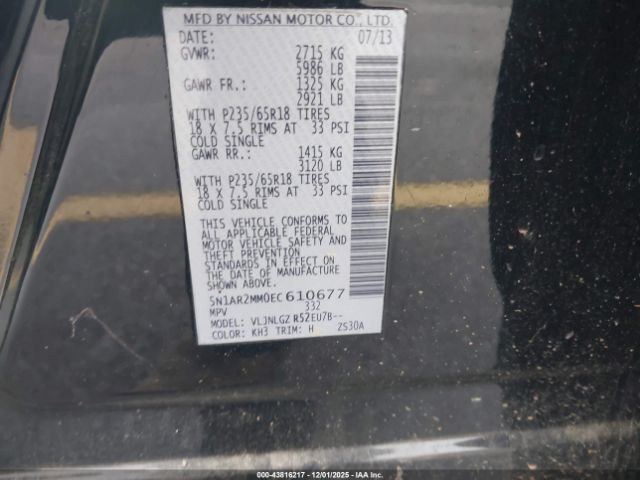 MFD BY NISSAN MOTOR CO., LTD.
DATE: 07/13
GVWR: 2715 KG
5986 LB
GAWR FR.: 1325 KG
2921 LB
WITH P235/65R18 TIRES
18 X 7.5 RIMS AT 33 PSI
COLD SINGLE
GAWR RR.: 1415 KG
3120 LB
WITH P235/65R18 TIRES
18 X 7.5 RIMS AT 33 PSI
COLD SINGLE
THIS VEHICLE CONFORMS TO
ALL APPLICABLE FEDERAL
MOTOR VEHICLE SAFETY AND
THEFT PREVENTION
STANDARDS IN EFFECT ON
THE DATE OF MANUFACTURE
SHOWN ABOVE.
5N1AR2MM0EC610677
MPV 332
MODEL: VLJNLGZ R52EU7B--
COLOR: KH3 TRIM: H ZS30A
000-43816217 - 12/01/2025 - IAA Inc.